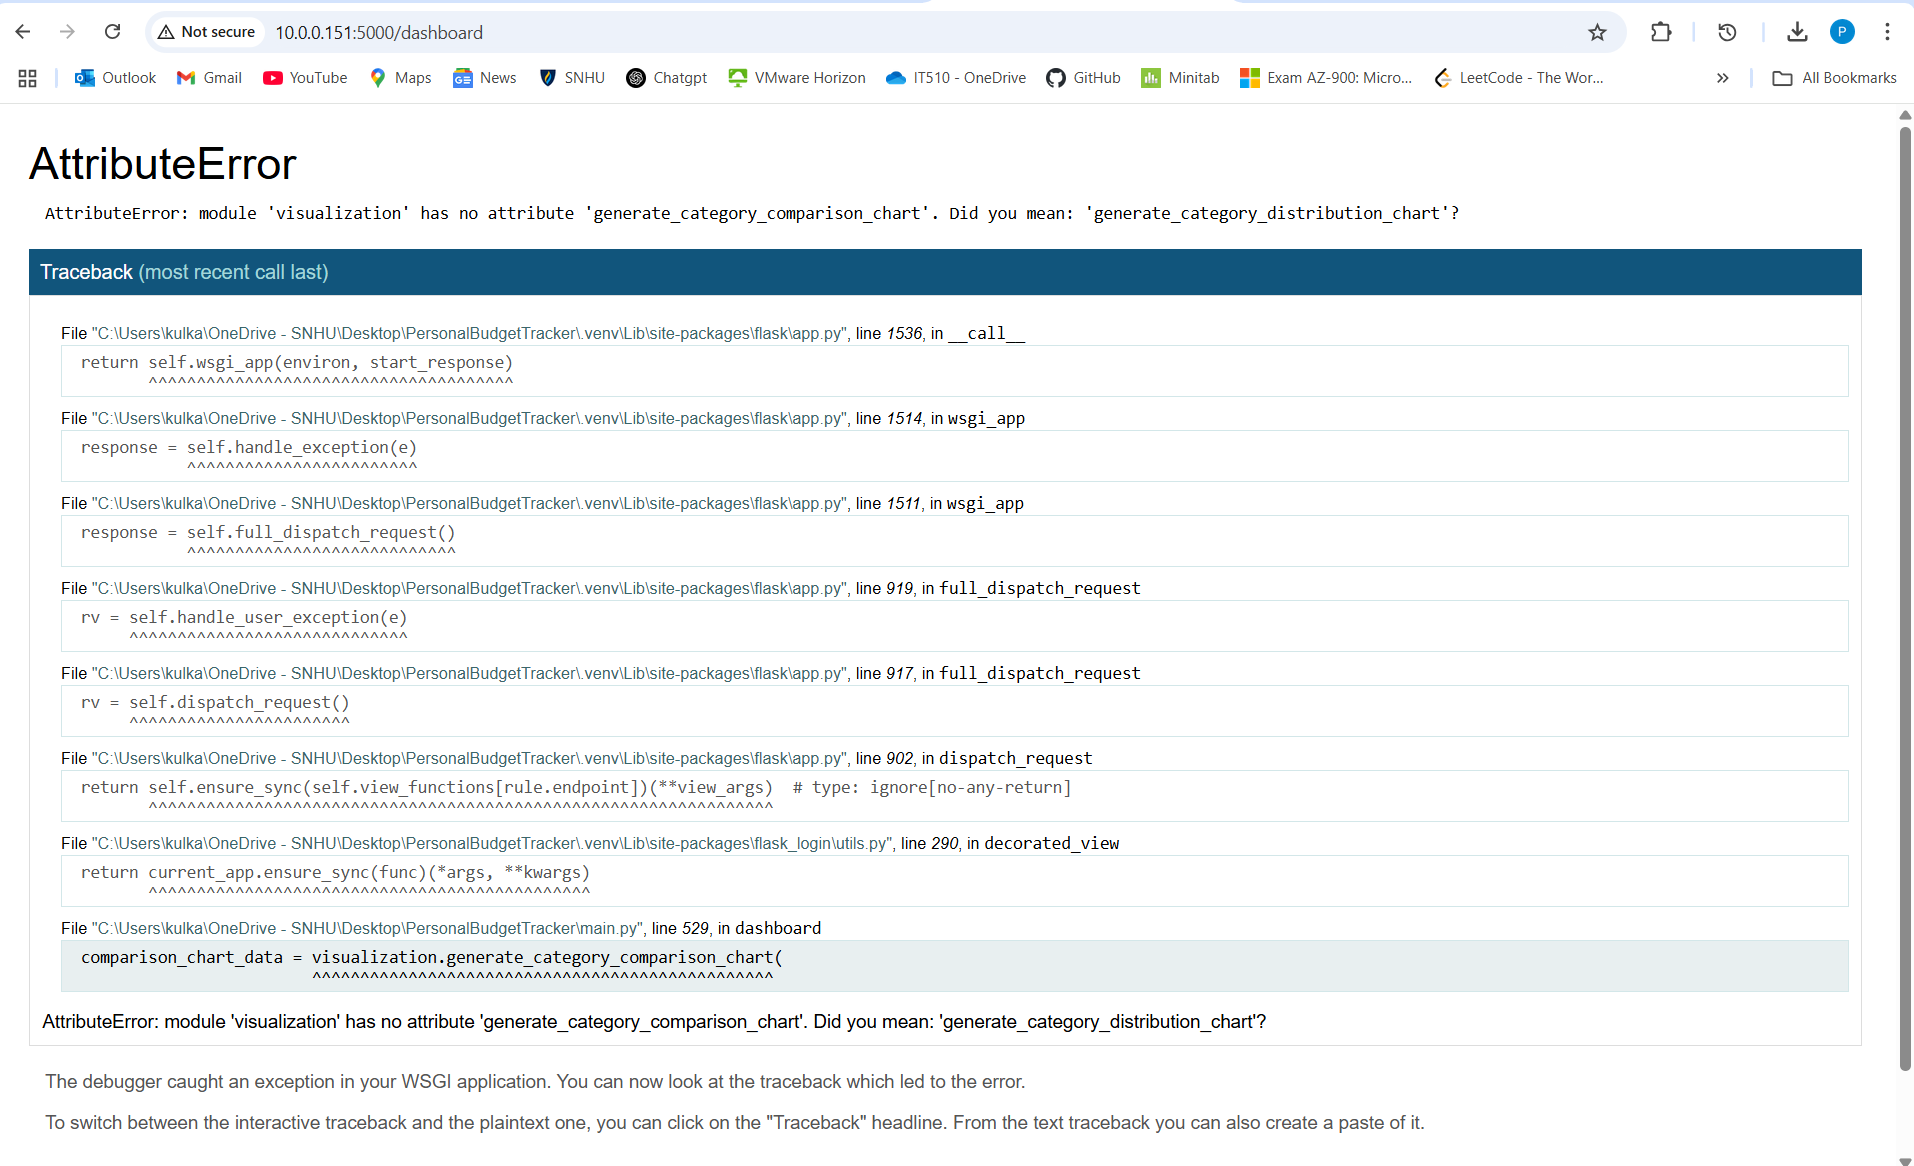 Not secure 10.0.0.151:5000/dashboard P
Outlook Gmail YouTube Maps News SNHU Chatgpt VMware Horizon IT510 - OneDrive GitHub Minitab Exam AZ-900: Micro... LeetCode - The Wor... » All Bookmarks
AttributeError
AttributeError: module 'visualization' has no attribute 'generate_category_comparison_chart'. Did you mean: 'generate_category_distribution_chart'?
Traceback (most recent call last)
File "C:\Users\kulka\OneDrive - SNHU\Desktop\PersonalBudgetTracker\.venv\Lib\site-packages\flask\app.py", line 1536, in __call__
return self.wsgi_app(environ, start_response)
^^^^^^^^^^^^^^^^^^^^^^^^^^^^^^^^^^^^^^
File "C:\Users\kulka\OneDrive - SNHU\Desktop\PersonalBudgetTracker\.venv\Lib\site-packages\flask\app.py", line 1514, in wsgi_app
response = self.handle_exception(e)
^^^^^^^^^^^^^^^^^^^^^^^^
File "C:\Users\kulka\OneDrive - SNHU\Desktop\PersonalBudgetTracker\.venv\Lib\site-packages\flask\app.py", line 1511, in wsgi_app
response = self.full_dispatch_request()
^^^^^^^^^^^^^^^^^^^^^^^^^^^^
File "C:\Users\kulka\OneDrive - SNHU\Desktop\PersonalBudgetTracker\.venv\Lib\site-packages\flask\app.py", line 919, in full_dispatch_request
rv = self.handle_user_exception(e)
^^^^^^^^^^^^^^^^^^^^^^^^^^^^^
File "C:\Users\kulka\OneDrive - SNHU\Desktop\PersonalBudgetTracker\.venv\Lib\site-packages\flask\app.py", line 917, in full_dispatch_request
rv = self.dispatch_request()
^^^^^^^^^^^^^^^^^^^^^^^
File "C:\Users\kulka\OneDrive - SNHU\Desktop\PersonalBudgetTracker\.venv\Lib\site-packages\flask\app.py", line 902, in dispatch_request
return self.ensure_sync(self.view_functions[rule.endpoint])(**view_args)  # type: ignore[no-any-return]
^^^^^^^^^^^^^^^^^^^^^^^^^^^^^^^^^^^^^^^^^^^^^^^^^^^^^^^^^^^^^^^^^
File "C:\Users\kulka\OneDrive - SNHU\Desktop\PersonalBudgetTracker\.venv\Lib\site-packages\flask_login\utils.py", line 290, in decorated_view
return current_app.ensure_sync(func)(*args, **kwargs)
^^^^^^^^^^^^^^^^^^^^^^^^^^^^^^^^^^^^^^^^^^^^^^
File "C:\Users\kulka\OneDrive - SNHU\Desktop\PersonalBudgetTracker\main.py", line 529, in dashboard
comparison_chart_data = visualization.generate_category_comparison_chart(
^^^^^^^^^^^^^^^^^^^^^^^^^^^^^^^^^^^^^^^^^^^^^^^^
AttributeError: module 'visualization' has no attribute 'generate_category_comparison_chart'. Did you mean: 'generate_category_distribution_chart'?
The debugger caught an exception in your WSGI application. You can now look at the traceback which led to the error.
To switch between the interactive traceback and the plaintext one, you can click on the "Traceback" headline. From the text traceback you can also create a paste of it.